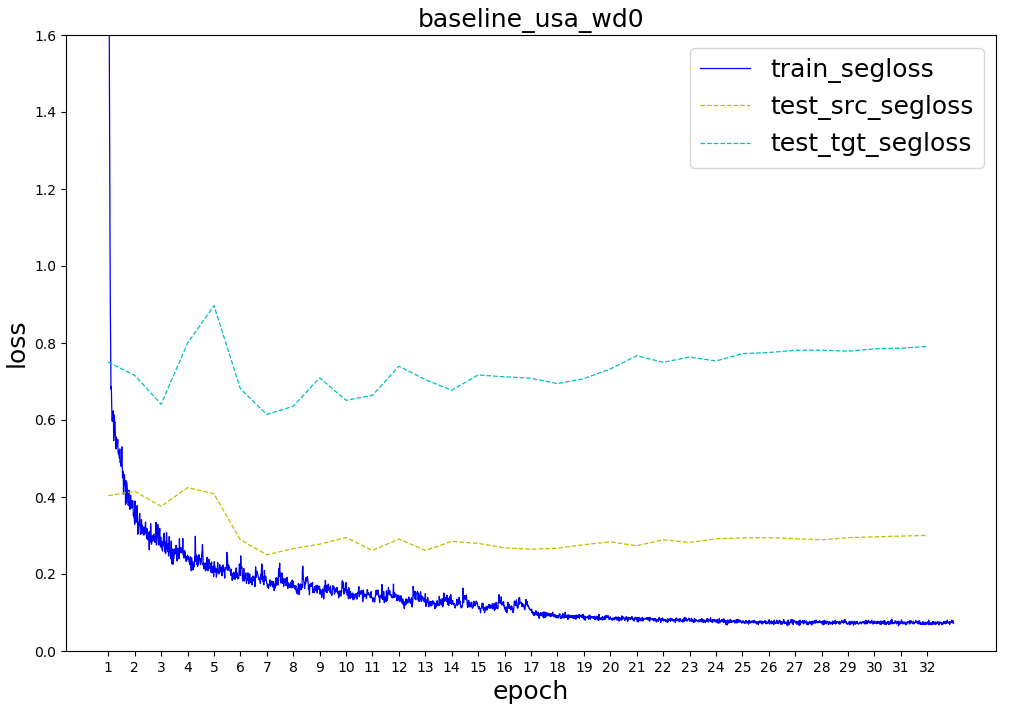 baseline_usa_wd0
train_segloss
test_src_segloss
test_tgt_segloss
loss
1.6
1.4
1.2
1.0
0.8
0.6
0.4
0.2
0.0
1 2 3 4 5 6 7 8 9 10 11 12 13 14 15 16 17 18 19 20 21 22 23 24 25 26 27 28 29 30 31 32
epoch